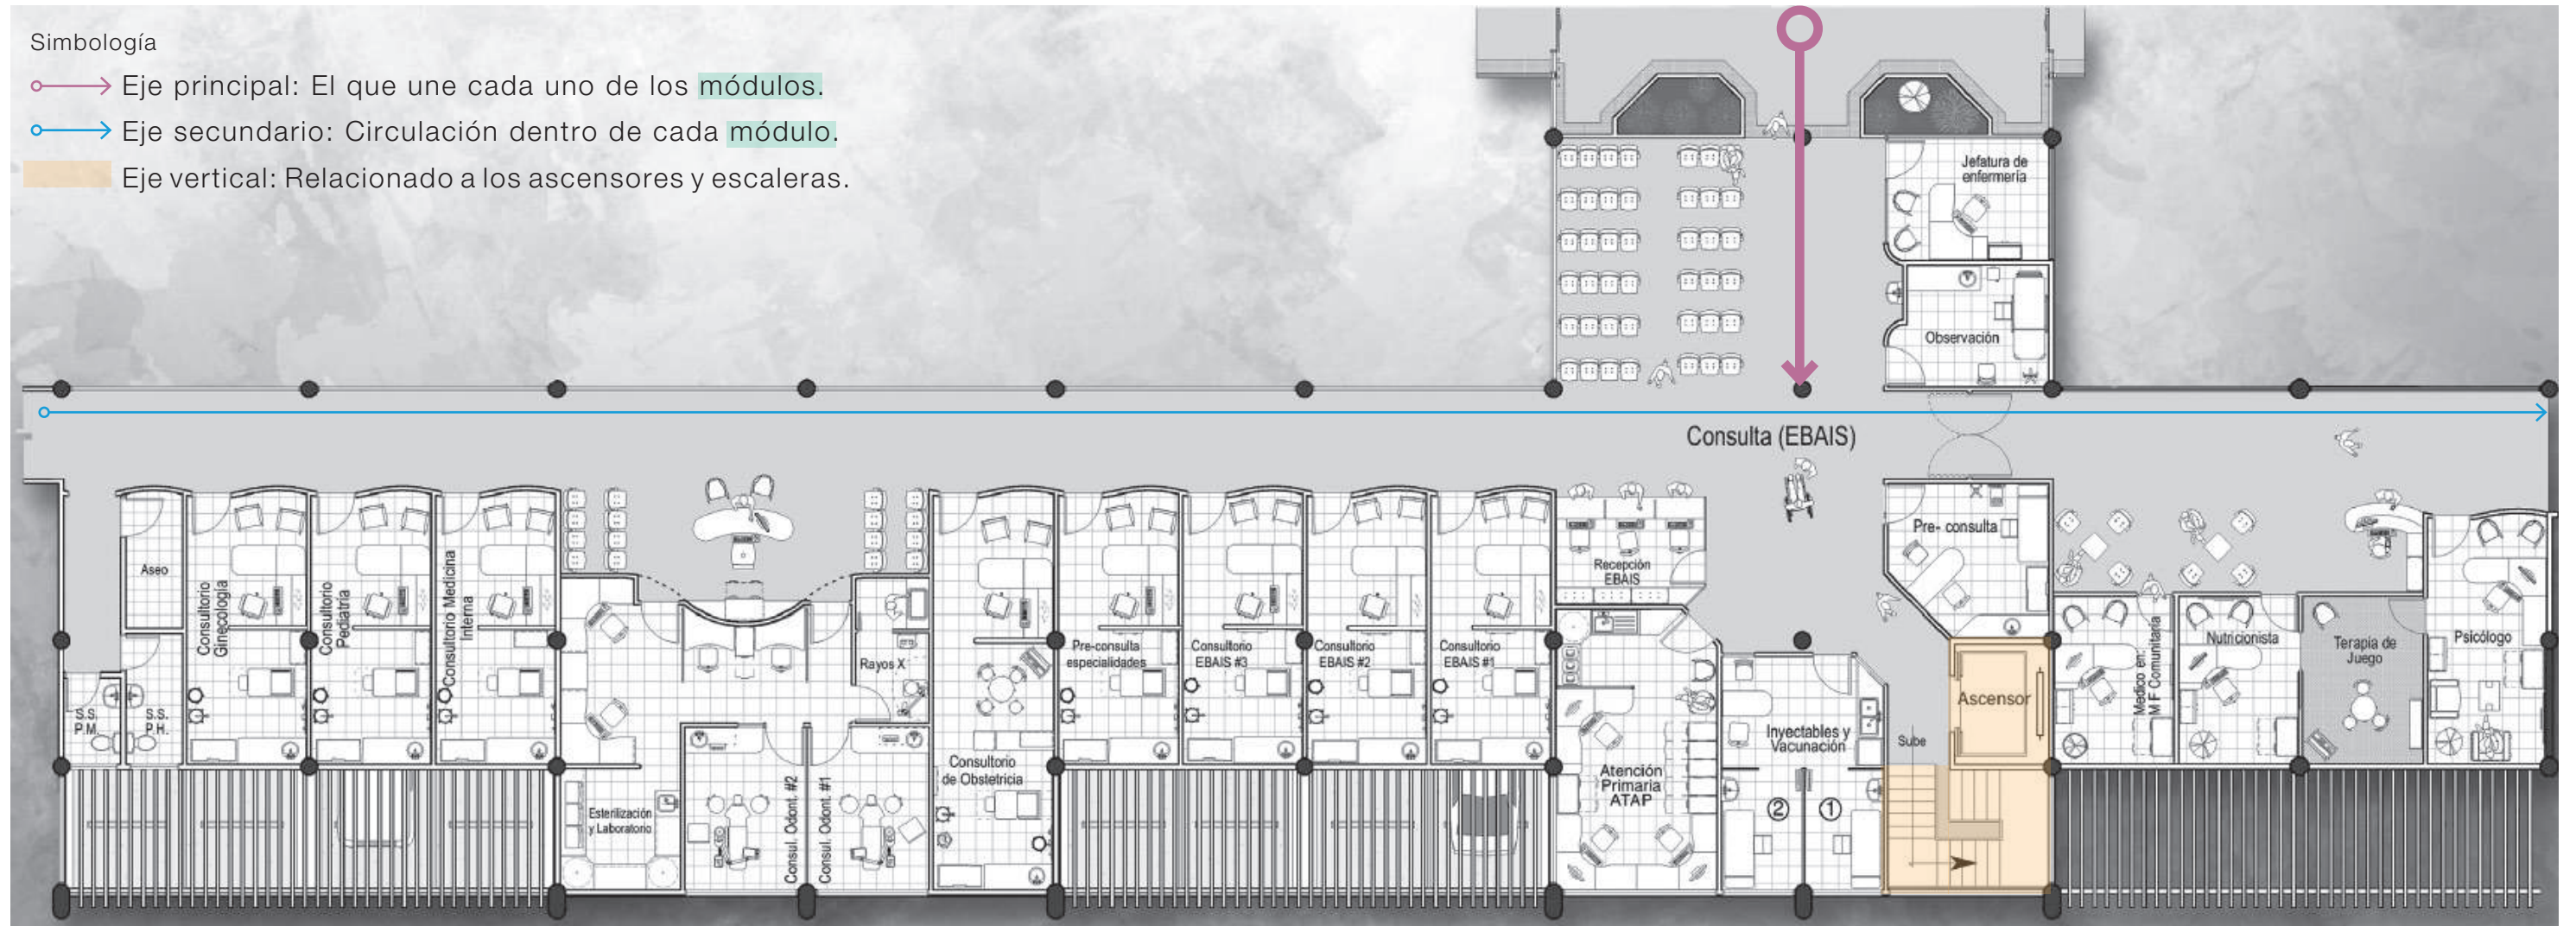 Simbología
Eje principal: El que une cada uno de los módulos.
Eje secundario: Circulación dentro de cada módulo.
Eje vertical: Relacionado a los ascensores y escaleras.
Jefatura de
enfermería
Observación
Consulta (EBAIS)
Aseo
Consultorio
Ginecología
Consultorio
Pediatría
Consultorio Medicina
Interna
S.S.
P.M.
S.S.
P.H.
Rayos X
Esterilización
y Laboratorio
Consul. Odont. #2
Consul. Odont. #1
Consultorio
de Obstetricia
Pre-consulta
especialidades
Consultorio
EBAIS #3
Consultorio
EBAIS #2
Consultorio
EBAIS #1
Recepción
EBAIS
Atención
Primaria
ATAP
Inyectables y
Vacunación
2
1
Pre- consulta
Ascensor
Sube
Medico en:
M F Comunitaria
Nutricionista
Terapia de
Juego
Psicólogo